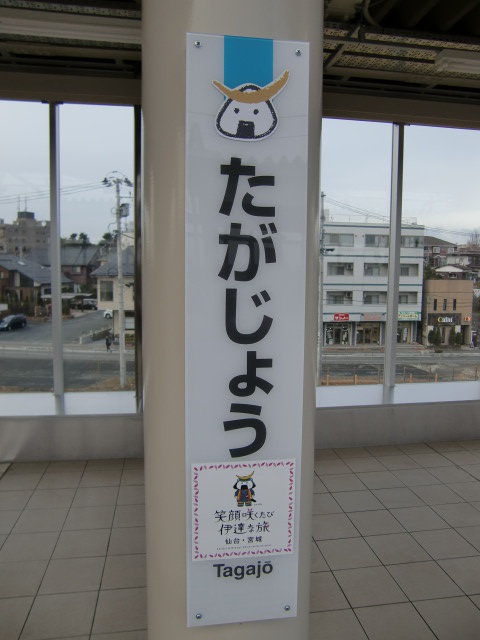 たがじょう
笑顔咲くたび
伊達な旅
仙台・宮城
Tagajō